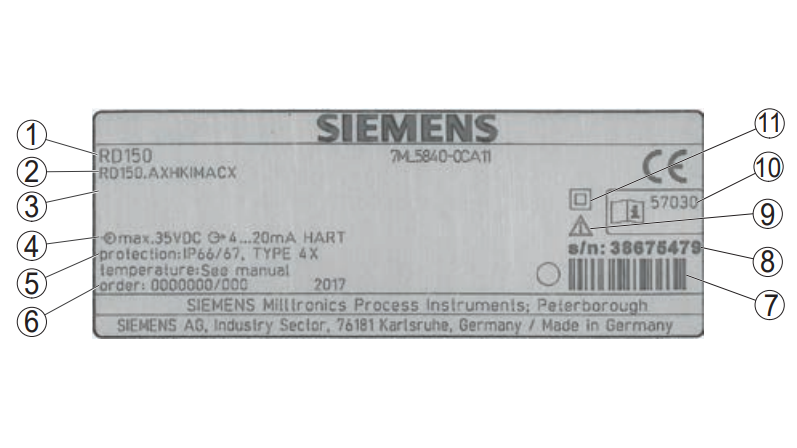 SIEMENS
1 RD150 7ML5840-0CA11 11
2 RD150.AXHKIMACX CE 10
3 57030 9
4 max.35VDC 4...20mA HART
5 protection:IP66/67, TYPE 4X s/n: 38675479 8
temperature:See manual
6 order: 0000000/000 2017 7
SIEMENS Milltronics Process Instruments; Peterborough
SIEMENS AG, Industry Sector, 76181 Karlsruhe, Germany / Made in Germany